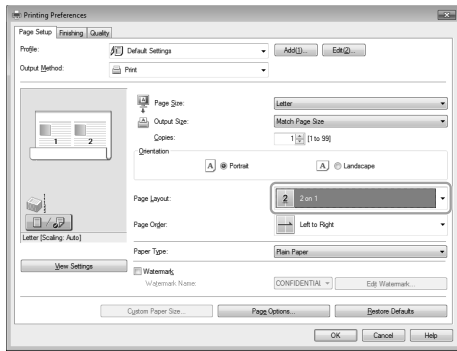 Printing Preferences
Page Setup Finishing Quality
Profile: Default Settings Add(1)... Edit(2)...
Output Method: Print
Page Size: Letter
Output Size: Match Page Size
Copies: 1 [1 to 99]
Orientation
A Portrait A Landscape
1 2
Page Layout: 2 2 on 1
Page Order: Left to Right
Letter [Scaling: Auto]
Paper Type: Plain Paper
View Settings
Watermark
Watermark Name: CONFIDENTIAL Edit Watermark...
Custom Paper Size... Page Options... Restore Defaults
OK Cancel Help